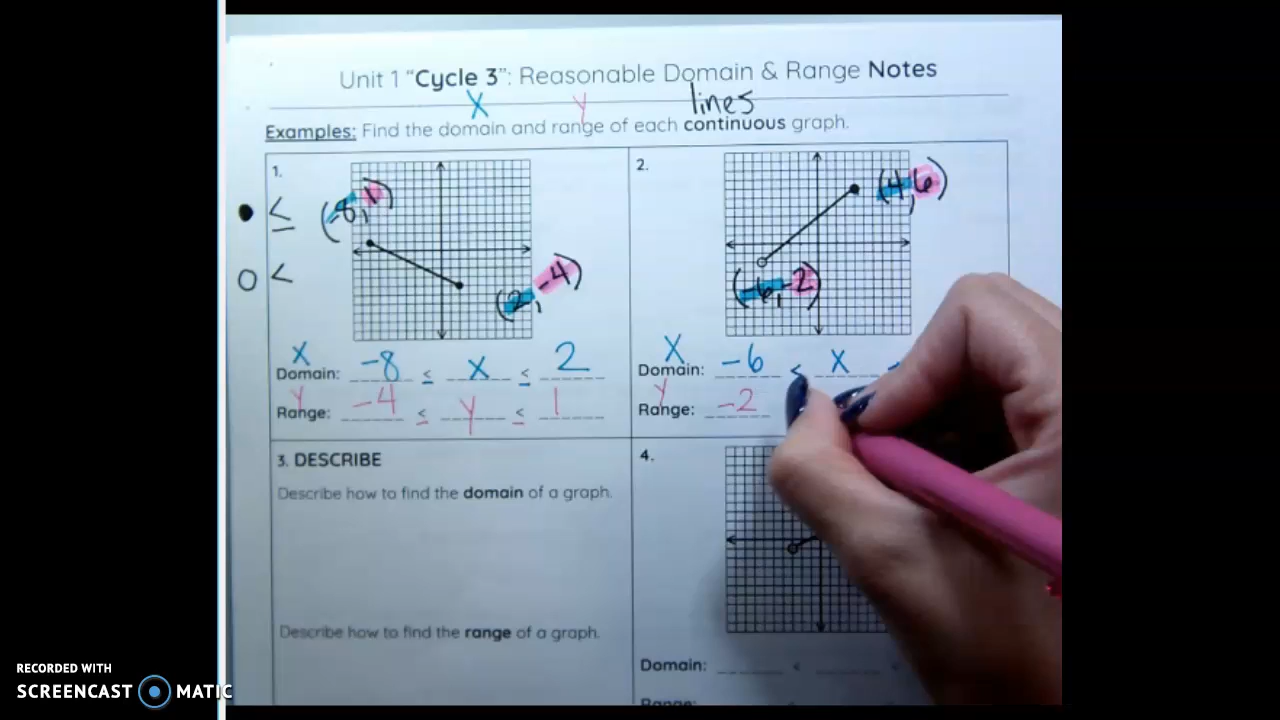 Unit 1 "Cycle 3": Reasonable Domain & Range Notes
X Y lines
Examples: Find the domain and range of each continuous graph.
1.
● ≤
○ <
(-8, 1)
(2, -4)
X
Domain: -8 ≤ X ≤ 2
Y
Range: -4 ≤ Y ≤ 1
2.
(4, 6)
(-6, -2)
X
Domain: -6 < X
Y
Range: -2
3. DESCRIBE
Describe how to find the domain of a graph.
Describe how to find the range of a graph.
4.
Domain: < <
Range:
RECORDED WITH
SCREENCAST MATIC